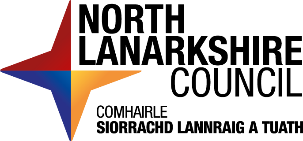 NORTH
LANARKSHIRE
COUNCIL
COMHAIRLE
SIORRACHD LANNRAIG A TUATH